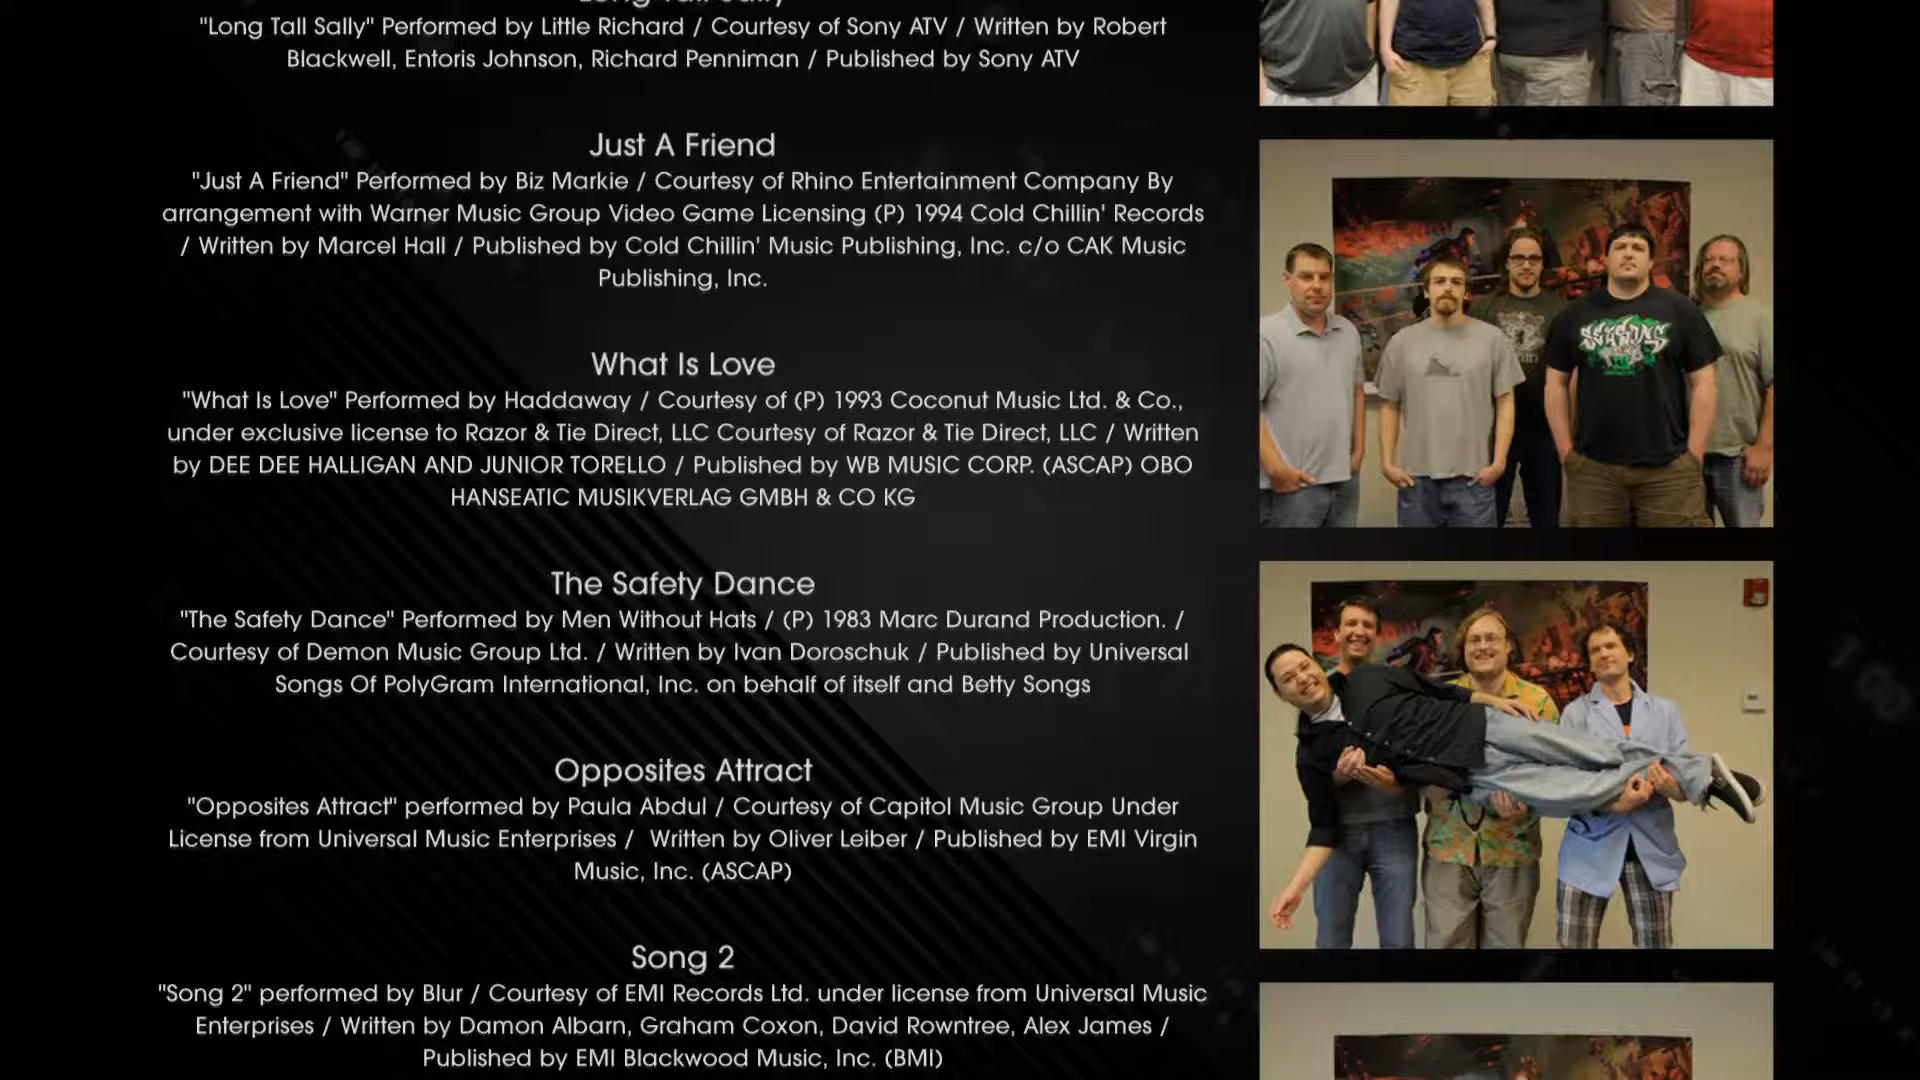 Long Tall Sally
"Long Tall Sally" Performed by Little Richard / Courtesy of Sony ATV / Written by Robert
Blackwell, Entoris Johnson, Richard Penniman / Published by Sony ATV
Just A Friend
"Just A Friend" Performed by Biz Markie / Courtesy of Rhino Entertainment Company By
arrangement with Warner Music Group Video Game Licensing (P) 1994 Cold Chillin' Records
/ Written by Marcel Hall / Published by Cold Chillin' Music Publishing, Inc. c/o CAK Music
Publishing, Inc.
What Is Love
"What Is Love" Performed by Haddaway / Courtesy of (P) 1993 Coconut Music Ltd. & Co.,
under exclusive license to Razor & Tie Direct, LLC Courtesy of Razor & Tie Direct, LLC / Written
by DEE DEE HALLIGAN AND JUNIOR TORELLO / Published by WB MUSIC CORP. (ASCAP) OBO
HANSEATIC MUSIKVERLAG GMBH & CO KG
The Safety Dance
"The Safety Dance" Performed by Men Without Hats / (P) 1983 Marc Durand Production. /
Courtesy of Demon Music Group Ltd. / Written by Ivan Doroschuk / Published by Universal
Songs Of PolyGram International, Inc. on behalf of itself and Betty Songs
Opposites Attract
"Opposites Attract" performed by Paula Abdul / Courtesy of Capitol Music Group Under
License from Universal Music Enterprises /  Written by Oliver Leiber / Published by EMI Virgin
Music, Inc. (ASCAP)
Song 2
"Song 2" performed by Blur / Courtesy of EMI Records Ltd. under license from Universal Music
Enterprises / Written by Damon Albarn, Graham Coxon, David Rowntree, Alex James /
Published by EMI Blackwood Music, Inc. (BMI)